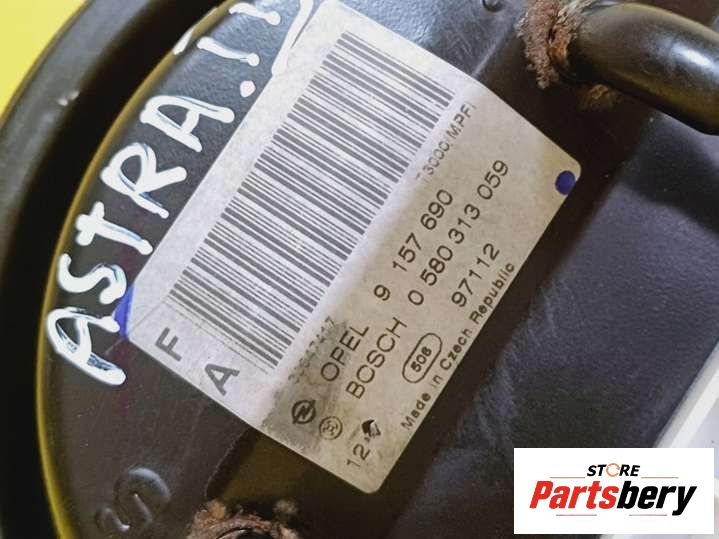 ASTRA
3000/MPFI
F
A
OPEL 9 157 690
BOSCH 0 580 313 059
506 97112
12 V
Made in Czech Republic
STORE
Partsbery